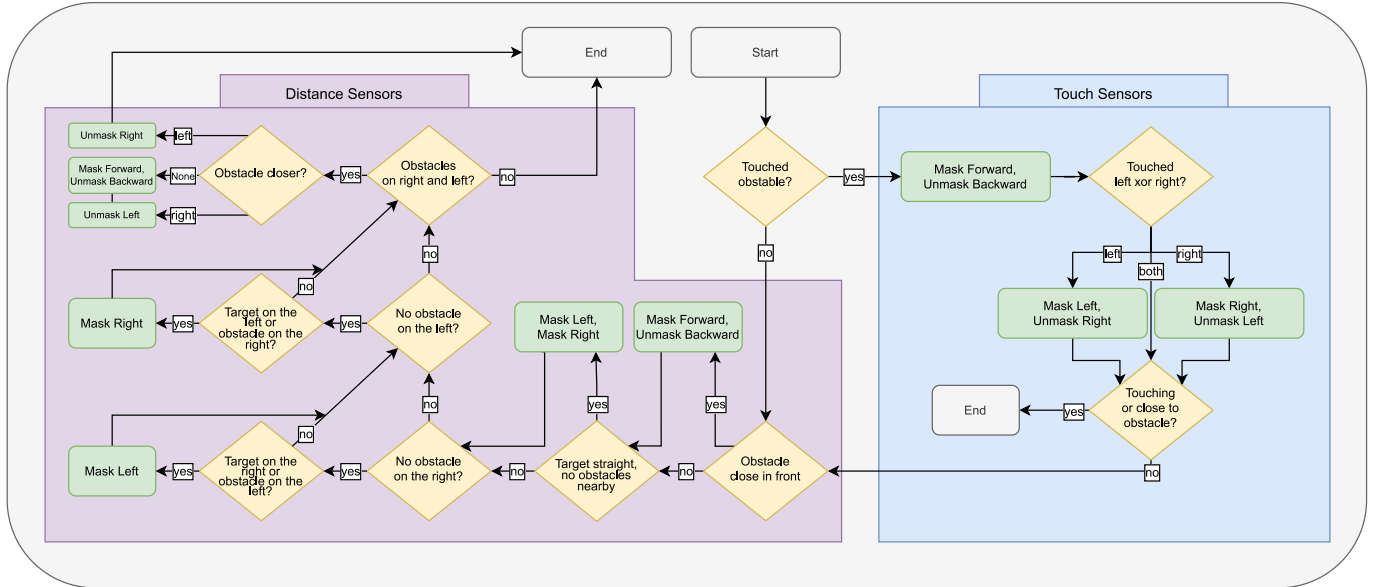 End
Start
Distance Sensors
Touch Sensors
Unmask Right
left
Mask Forward,
Unmask Backward
None
Unmask Left
right
Obstacle closer?
yes
Obstacles
on right and left?
no
Touched
obstable?
yes
no
Mask Forward,
Unmask Backward
Touched
left xor right?
left
both
right
Mask Left,
Unmask Right
Mask Right,
Unmask Left
Touching
or close to
obstacle?
yes
End
no
Mask Right
yes
Target on the
left or
obstacle on the
right?
no
yes
No obstacle
on the left?
no
Mask Left,
Mask Right
Mask Forward,
Unmask Backward
yes
yes
Mask Left
yes
Target on the
right or
obstacle on the
left?
no
yes
No obstacle
on the right?
no
no
Target straight,
no obstacles
nearby
no
Obstacle
close in front